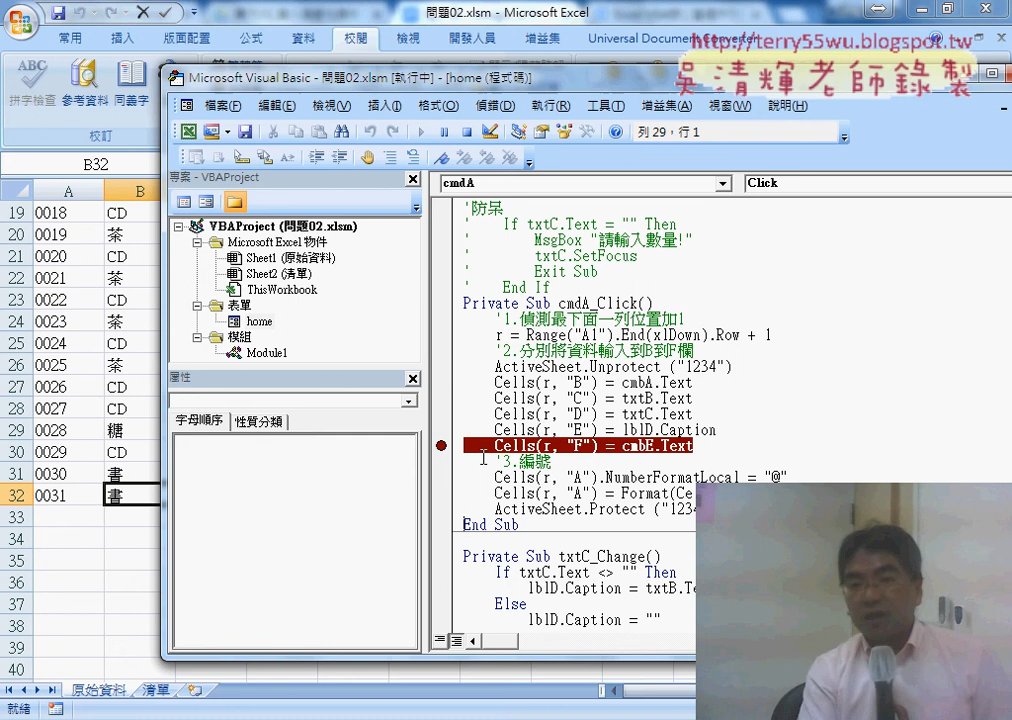 問題02.xlsm - Microsoft Excel
常用 插入 版面配置 公式 資料 校閱 檢視 開發人員 增益集 Universal Document Converter
http://terry55wu.blogspot.tw
吳清輝老師錄製
拼字檢查 參考資料 同義字
校訂
B32
Microsoft Visual Basic - 問題02.xlsm [執行中] - [home (程式碼)]
檔案(F) 編輯(E) 檢視(V) 插入(I) 格式(O) 偵錯(D) 執行(R) 工具(T) 增益集(A) 視窗(W) 說明(H)
列 29，行 1
專案 - VBAProject
VBAProject (問題02.xlsm)
Microsoft Excel 物件
Sheet1 (原始資料)
Sheet2 (清單)
ThisWorkbook
表單
home
模組
Module1
屬性
字母順序 性質分類
cmdA Click
'防呆
' If txtC.Text = "" Then
' MsgBox "請輸入數量!"
' txtC.SetFocus
' Exit Sub
' End If
Private Sub cmdA_Click()
'1.偵測最下面一列位置加1
r = Range("A1").End(xlDown).Row + 1
'2.分別將資料輸入到B到F欄
ActiveSheet.Unprotect ("1234")
Cells(r, "B") = cmbA.Text
Cells(r, "C") = txtB.Text
Cells(r, "D") = txtC.Text
Cells(r, "E") = lblD.Caption
Cells(r, "F") = cmbE.Text
'3.編號
Cells(r, "A").NumberFormatLocal = "@"
Cells(r, "A") = Format(Ce
ActiveSheet.Protect ("1234
End Sub
Private Sub txtC_Change()
If txtC.Text <> "" Then
lblD.Caption = txtB.Te
Else
lblD.Caption = ""
A B
19 0018 CD
20 0019 茶
21 0020 CD
22 0021 茶
23 0022 CD
24 0023 茶
25 0024 CD
26 0025 茶
27 0026 CD
28 0027 CD
29 0028 糖
30 0029 CD
31 0030 書
32 0031 書
33
34
35
36
37
38
39
40
原始資料 清單
就緒